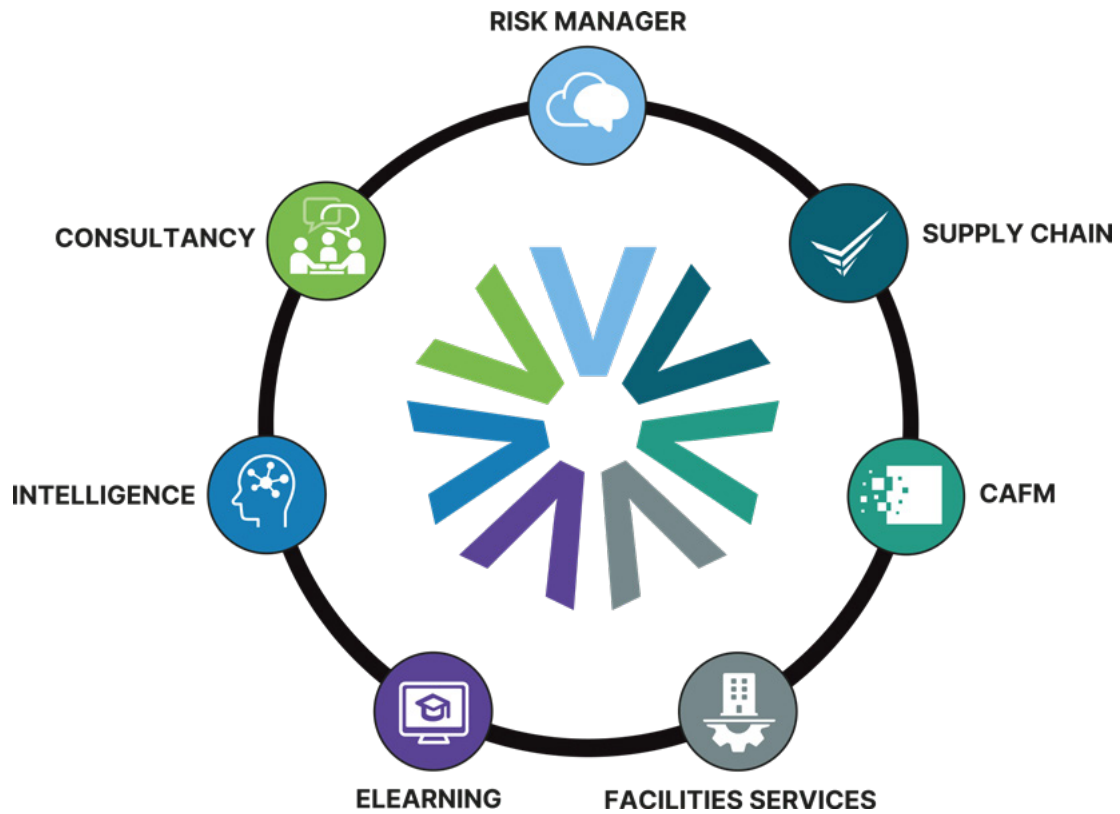 RISK MANAGER
SUPPLY CHAIN
CONSULTANCY
CAFM
INTELLIGENCE
ELEARNING
FACILITIES SERVICES